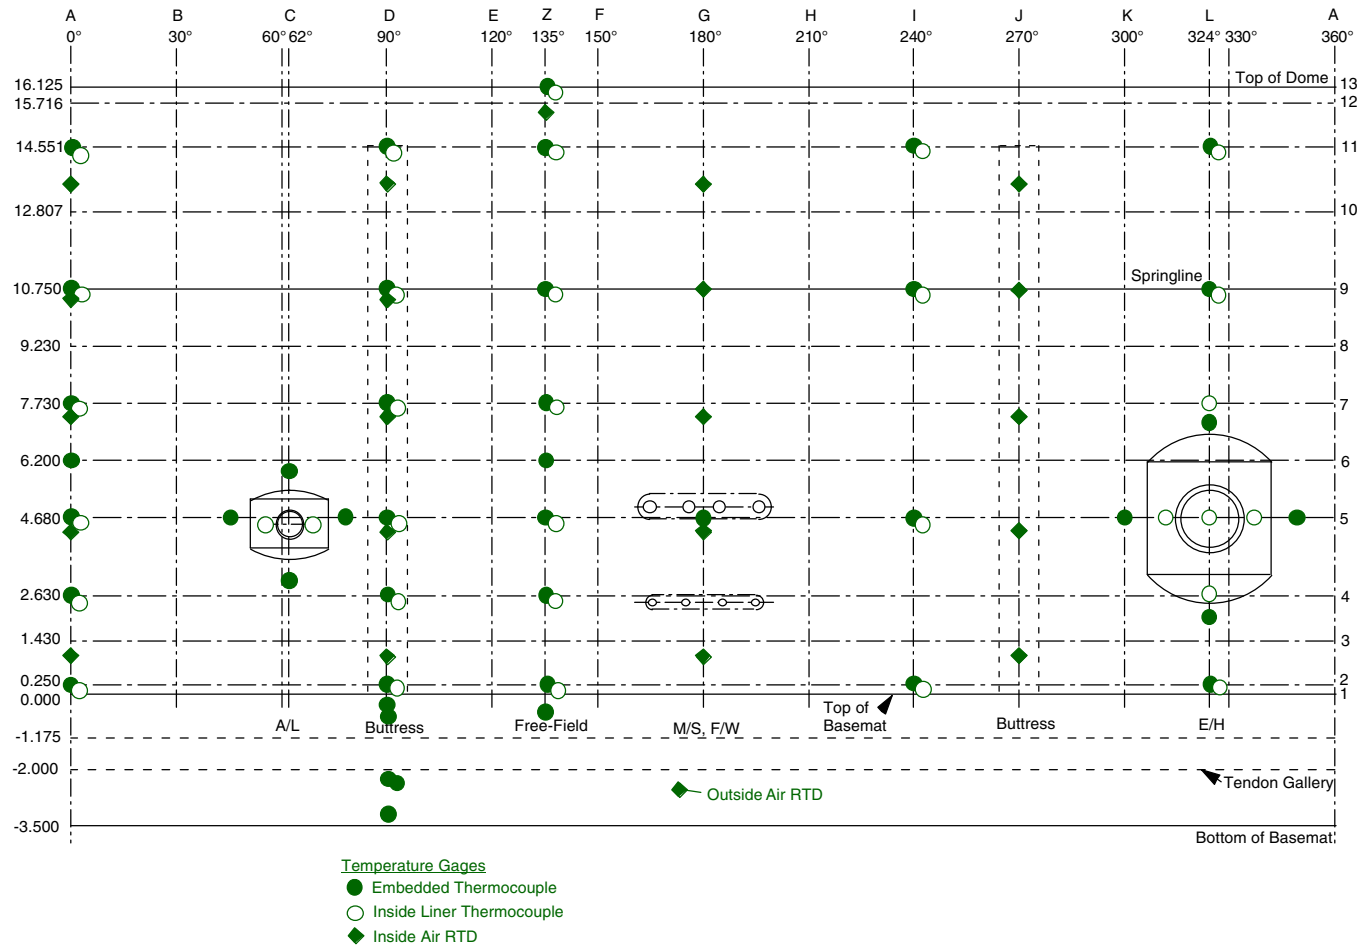 A B C D E Z F G H I J K L A
0° 30° 60° 62° 90° 120° 135° 150° 180° 210° 240° 270° 300° 324° 330° 360°
16.125 Top of Dome 13
15.716 12
14.551 11
12.807 10
10.750 Springline 9
9.230 8
7.730 7
6.200 6
4.680 5
2.630 4
1.430 3
0.250 2
0.000 1
A/L Buttress Free-Field M/S, F/W Top of Basemat Buttress E/H
-1.175
-2.000
Tendon Gallery
Outside Air RTD
-3.500
Bottom of Basemat
Temperature Gages
Embedded Thermocouple
Inside Liner Thermocouple
Inside Air RTD